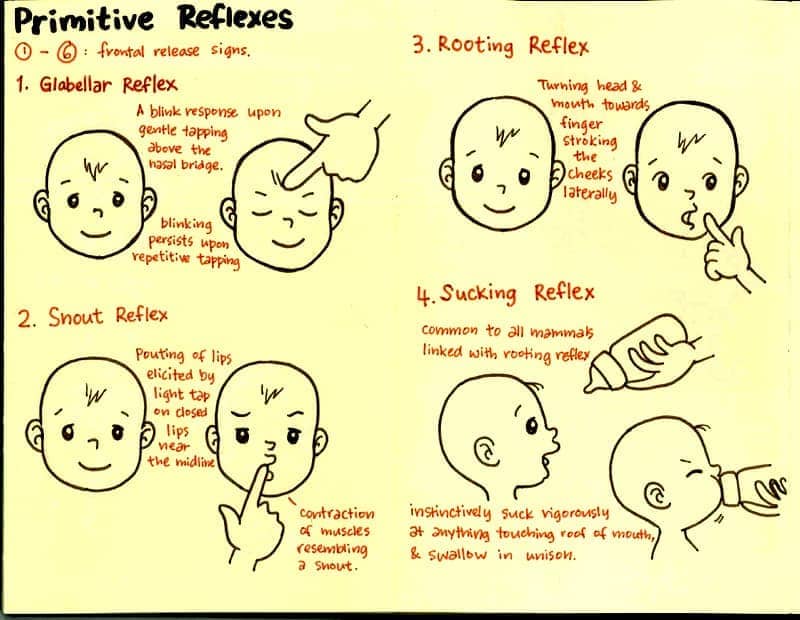 Primitive Reflexes
① - ⑥ : frontal release signs.
1. Glabellar Reflex
A blink response upon
gentle tapping
above the
nasal bridge.
blinking
persists upon
repetitive tapping
2. Snout Reflex
Pouting of lips
elicited by
light tap
on closed
lips
near
the midline
contraction
of muscles
resembling
a snout.
3. Rooting Reflex
Turning head &
mouth towards
finger
stroking
the
cheeks
laterally
4. Sucking Reflex
common to all mammals
linked with rooting reflex
instinctively suck vigorously
at anything touching roof of mouth,
& swallow in unison.